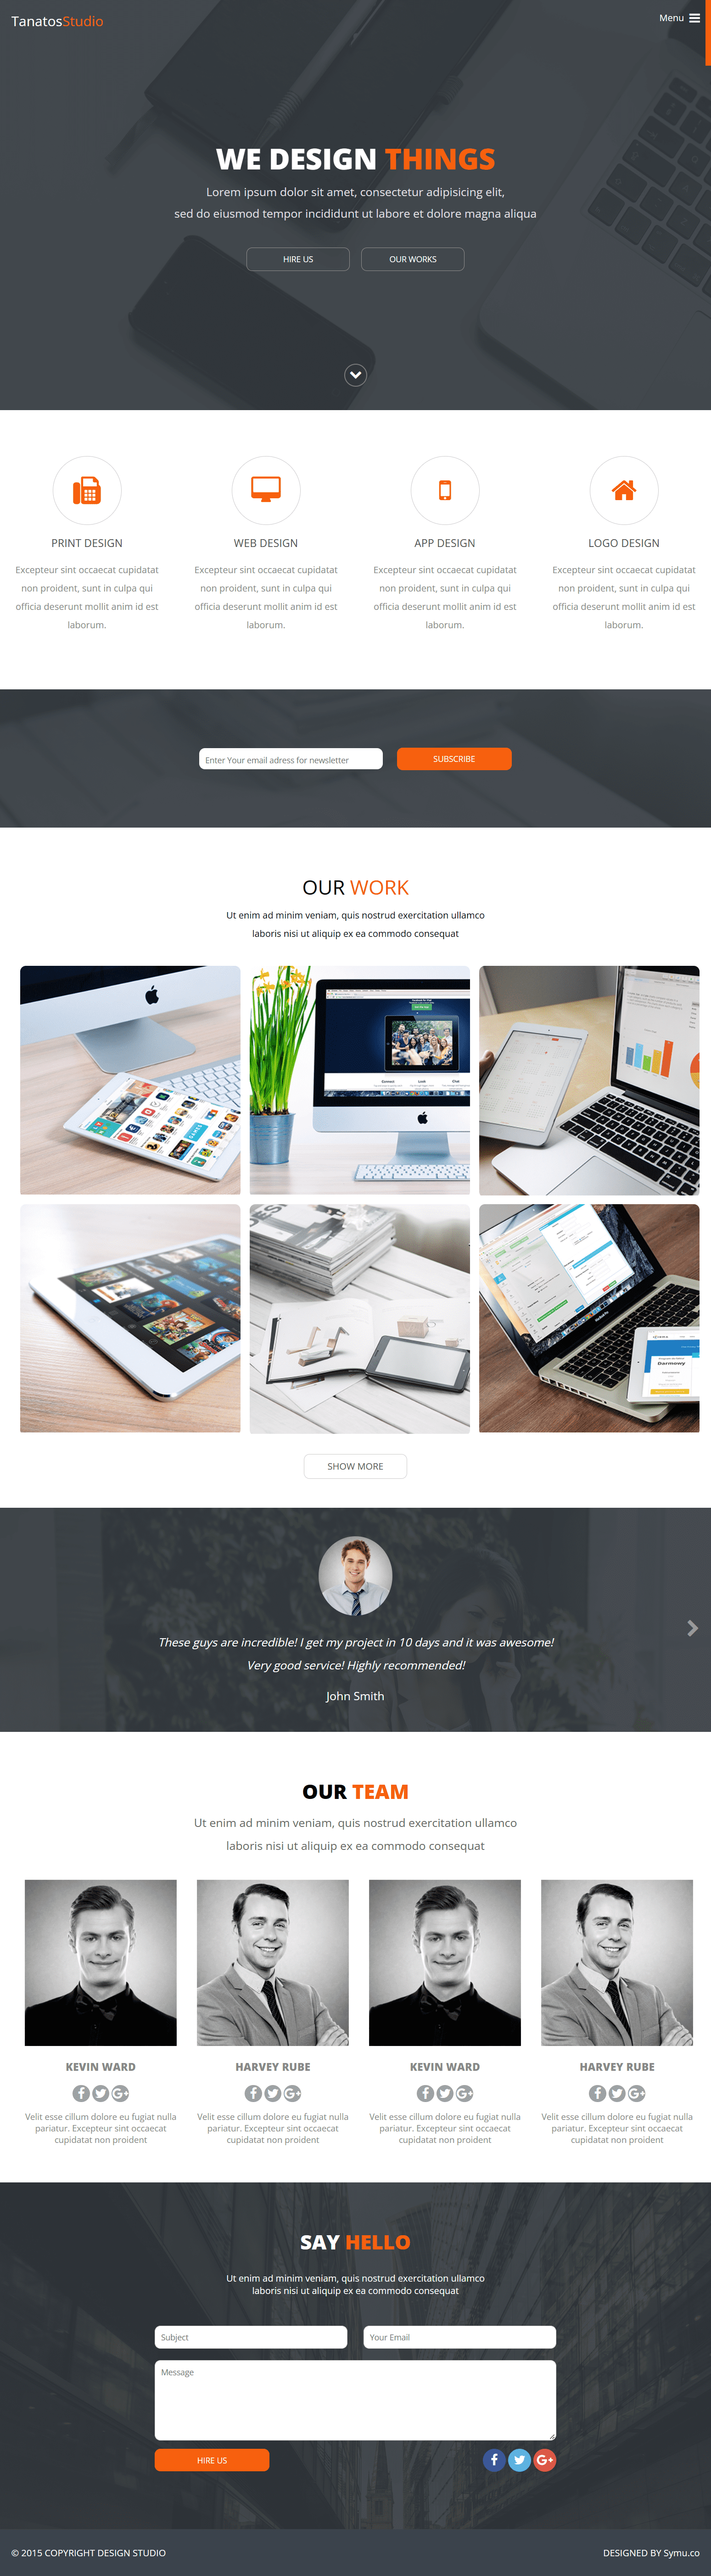 TanatosStudio
Menu
WE DESIGN THINGS
Lorem ipsum dolor sit amet, consectetur adipisicing elit,
sed do eiusmod tempor incididunt ut labore et dolore magna aliqua
HIRE US
OUR WORKS
PRINT DESIGN
Excepteur sint occaecat cupidatat
non proident, sunt in culpa qui
officia deserunt mollit anim id est
laborum.
WEB DESIGN
Excepteur sint occaecat cupidatat
non proident, sunt in culpa qui
officia deserunt mollit anim id est
laborum.
APP DESIGN
Excepteur sint occaecat cupidatat
non proident, sunt in culpa qui
officia deserunt mollit anim id est
laborum.
LOGO DESIGN
Excepteur sint occaecat cupidatat
non proident, sunt in culpa qui
officia deserunt mollit anim id est
laborum.
Enter Your email adress for newsletter
SUBSCRIBE
OUR WORK
Ut enim ad minim veniam, quis nostrud exercitation ullamco
laboris nisi ut aliquip ex ea commodo consequat
Darmowy
SHOW MORE
These guys are incredible! I get my project in 10 days and it was awesome!
Very good service! Highly recommended!
John Smith
OUR TEAM
Ut enim ad minim veniam, quis nostrud exercitation ullamco
laboris nisi ut aliquip ex ea commodo consequat
KEVIN WARD
Velit esse cillum dolore eu fugiat nulla
pariatur. Excepteur sint occaecat
cupidatat non proident
HARVEY RUBE
Velit esse cillum dolore eu fugiat nulla
pariatur. Excepteur sint occaecat
cupidatat non proident
KEVIN WARD
Velit esse cillum dolore eu fugiat nulla
pariatur. Excepteur sint occaecat
cupidatat non proident
HARVEY RUBE
Velit esse cillum dolore eu fugiat nulla
pariatur. Excepteur sint occaecat
cupidatat non proident
SAY HELLO
Ut enim ad minim veniam, quis nostrud exercitation ullamco
laboris nisi ut aliquip ex ea commodo consequat
Subject
Your Email
Message
HIRE US
© 2015 COPYRIGHT DESIGN STUDIO
DESIGNED BY Symu.co